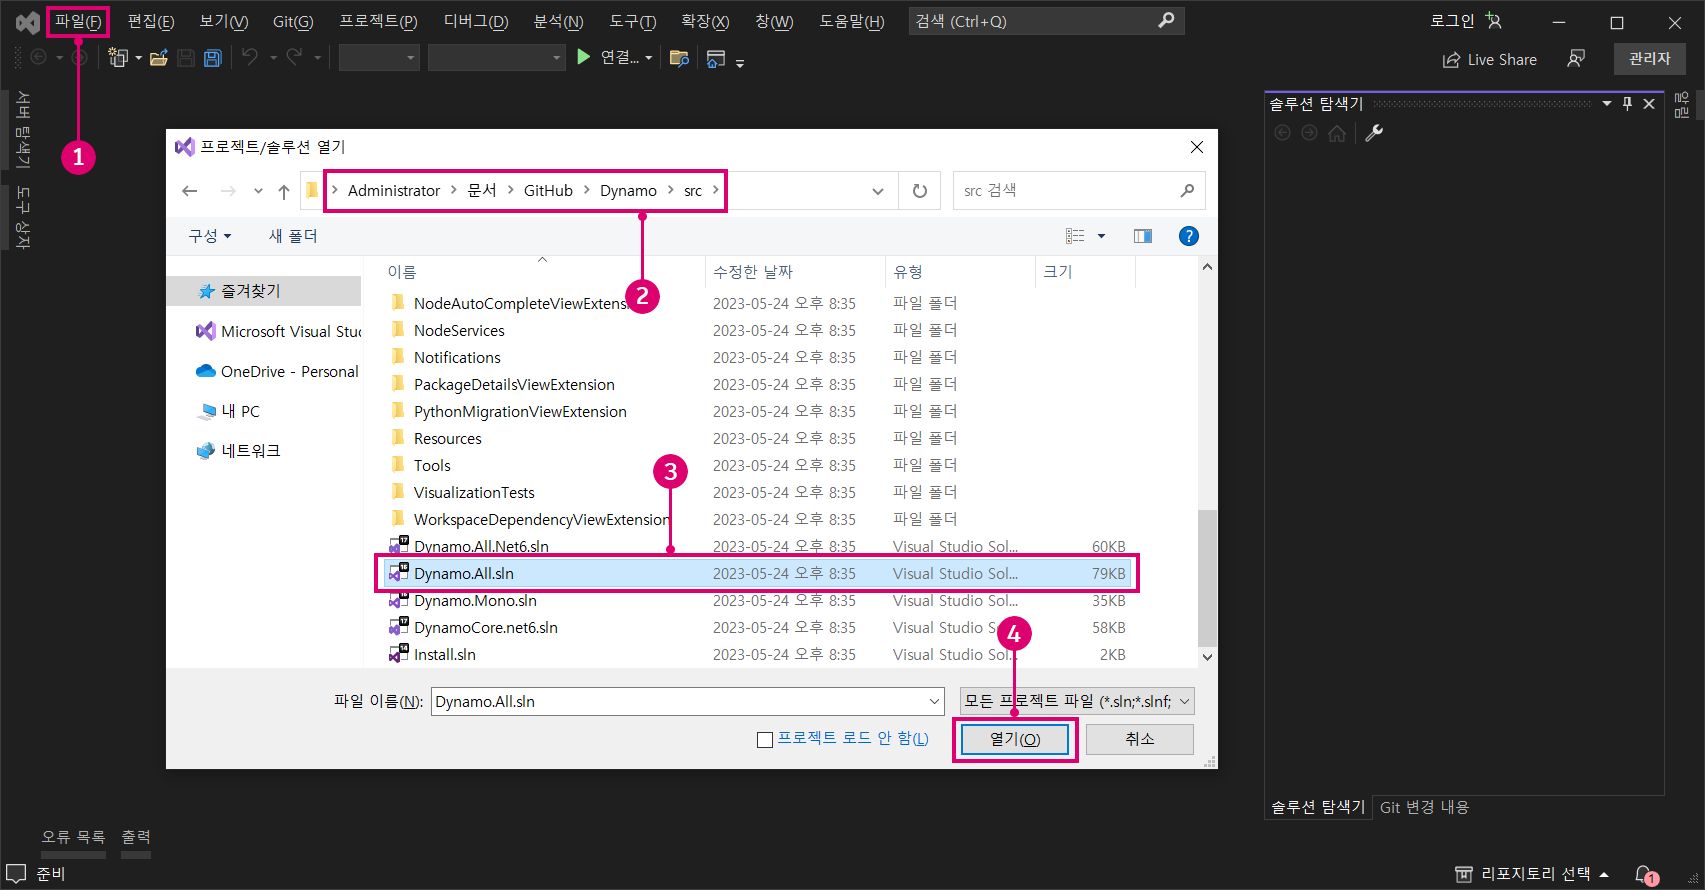 파일(F) 편집(E) 보기(V) Git(G) 프로젝트(P) 디버그(D) 분석(N) 도구(T) 확장(X) 창(W) 도움말(H) 검색 (Ctrl+Q) 로그인
연결... Live Share 관리자
서버 탐색기
도구 상자
1
솔루션 탐색기
알림
프로젝트/솔루션 열기
Administrator 문서 GitHub Dynamo src
src 검색
구성 새 폴더
2
이름 수정한 날짜 유형 크기
즐겨찾기
Microsoft Visual Stu
OneDrive - Personal
내 PC
네트워크
NodeAutoCompleteViewExtens 2023-05-24 오후 8:35 파일 폴더
NodeServices 2023-05-24 오후 8:35 파일 폴더
Notifications 2023-05-24 오후 8:35 파일 폴더
PackageDetailsViewExtension 2023-05-24 오후 8:35 파일 폴더
PythonMigrationViewExtension 2023-05-24 오후 8:35 파일 폴더
Resources 2023-05-24 오후 8:35 파일 폴더
Tools 2023-05-24 오후 8:35 파일 폴더
3
VisualizationTests 2023-05-24 오후 8:35 파일 폴더
WorkspaceDependencyViewExtension 2023-05-24 오후 8:35 파일 폴더
Dynamo.All.Net6.sln 2023-05-24 오후 8:35 Visual Studio Sol... 60KB
Dynamo.All.sln 2023-05-24 오후 8:35 Visual Studio Sol... 79KB
Dynamo.Mono.sln 2023-05-24 오후 8:35 Visual Studio Sol... 35KB
DynamoCore.net6.sln 2023-05-24 오후 8:35 Visual Studio S 58KB
4
Install.sln 2023-05-24 오후 8:35 Visual Studio Sol... 2KB
파일 이름(N): Dynamo.All.sln 모든 프로젝트 파일 (*.sln;*.slnf;
프로젝트 로드 안 함(L) 열기(O) 취소
솔루션 탐색기 Git 변경 내용
오류 목록 출력
준비 리포지토리 선택 1